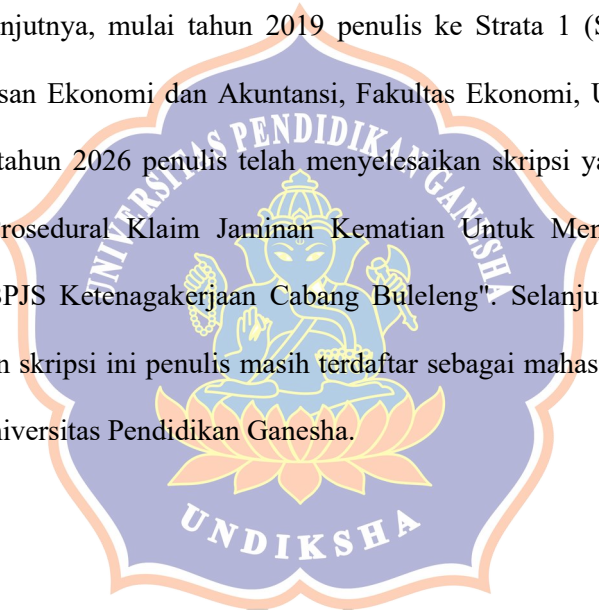 njutnya, mulai tahun 2019 penulis ke Strata 1 (S
san Ekonomi dan Akuntansi, Fakultas Ekonomi, U
tahun 2026 penulis telah menyelesaikan skripsi ya
rosedural Klaim Jaminan Kematian Untuk Men
BPJS Ketenagakerjaan Cabang Buleleng". Selanju
n skripsi ini penulis masih terdaftar sebagai mahas
niversitas Pendidikan Ganesha.
UNIVERSITAS PENDIDIKAN GANESHA
UNDIKSHA